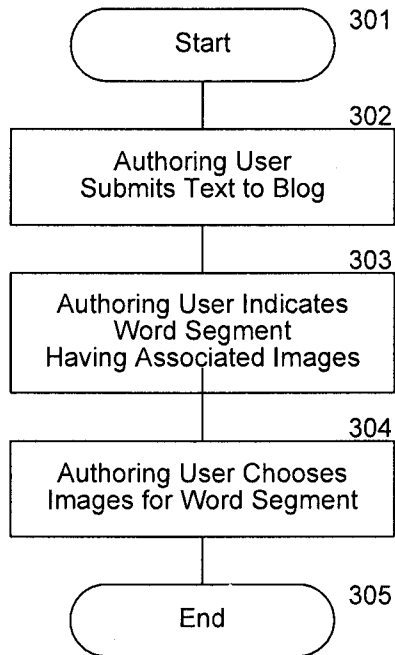 301
Start
302
Authoring User
Submits Text to Blog
303
Authoring User Indicates
Word Segment
Having Associated Images
304
Authoring User Chooses
Images for Word Segment
305
End